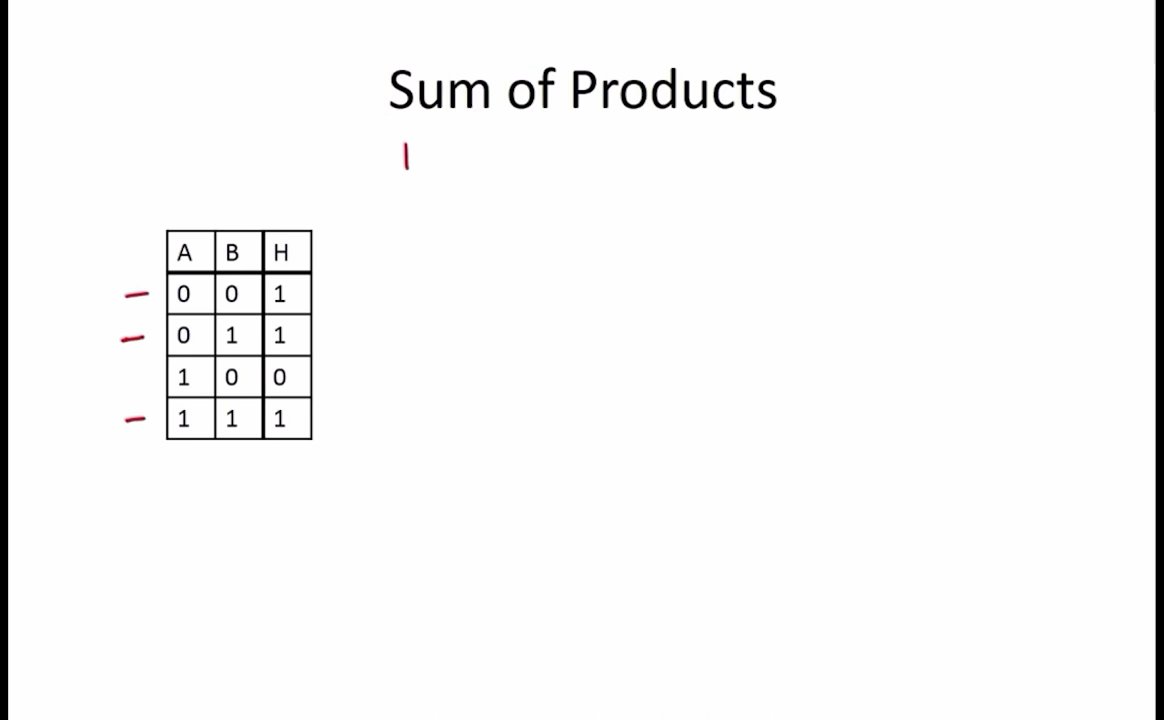 Sum of Products
|
A B H
– 0 0 1
– 0 1 1
1 0 0
– 1 1 1